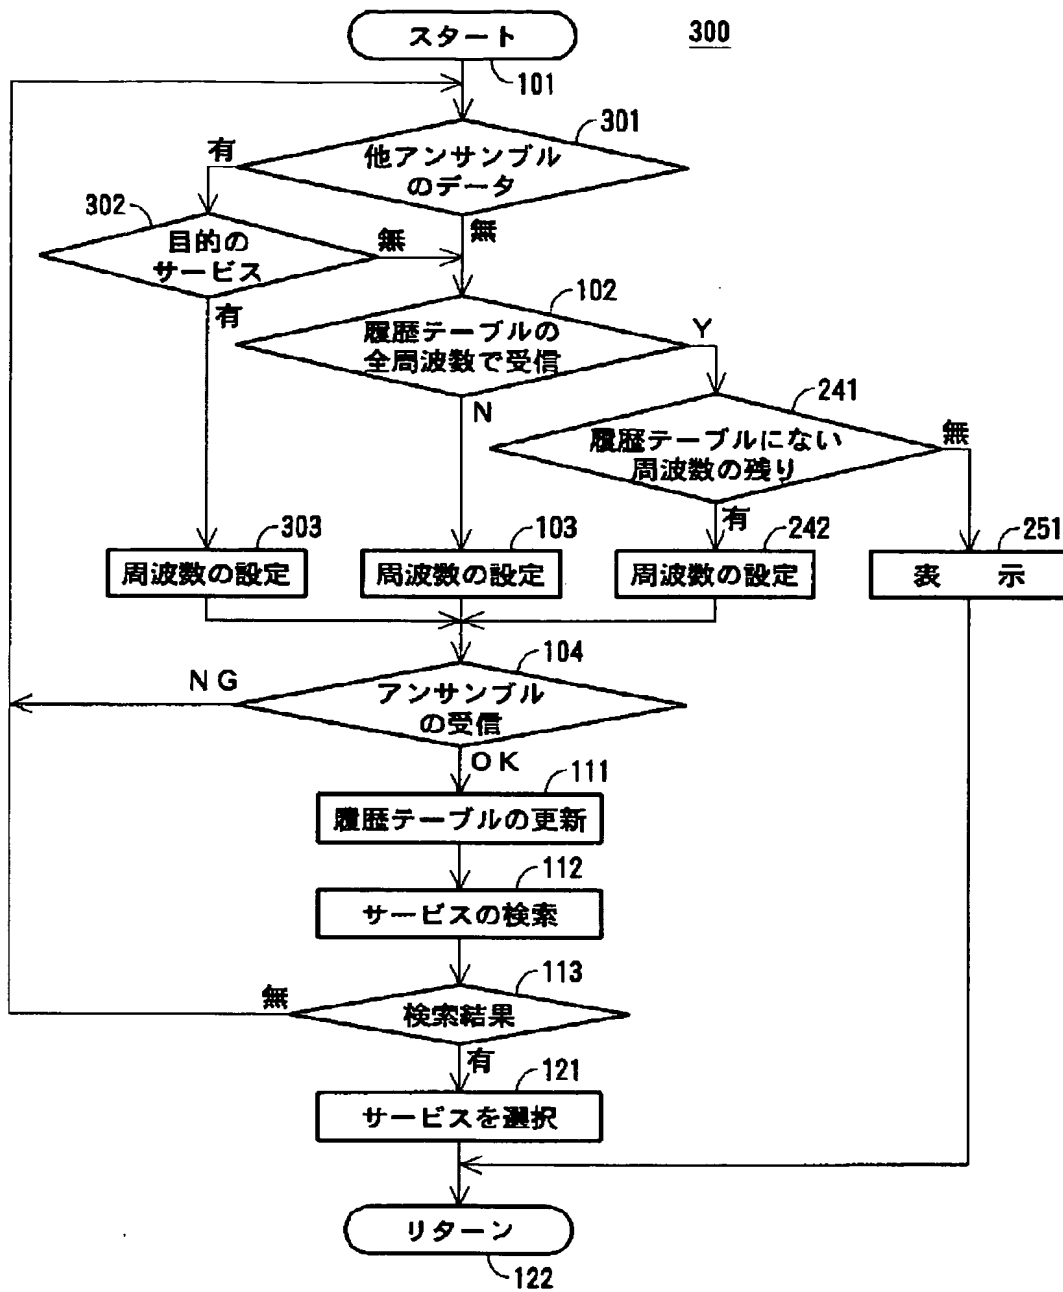 スタート
300
101
301
他アンサンブル
のデータ
有
302
無
目的の
サービス
無
有
102
履歴テーブルの
全周波数で受信
Y
N
241
履歴テーブルにない
周波数の残り
無
有
303
周波数の設定
103
周波数の設定
242
周波数の設定
251
表 示
104
NG
アンサンブル
の受信
OK
111
履歴テーブルの更新
112
サービスの検索
113
無
検索結果
有
121
サービスを選択
リターン
122